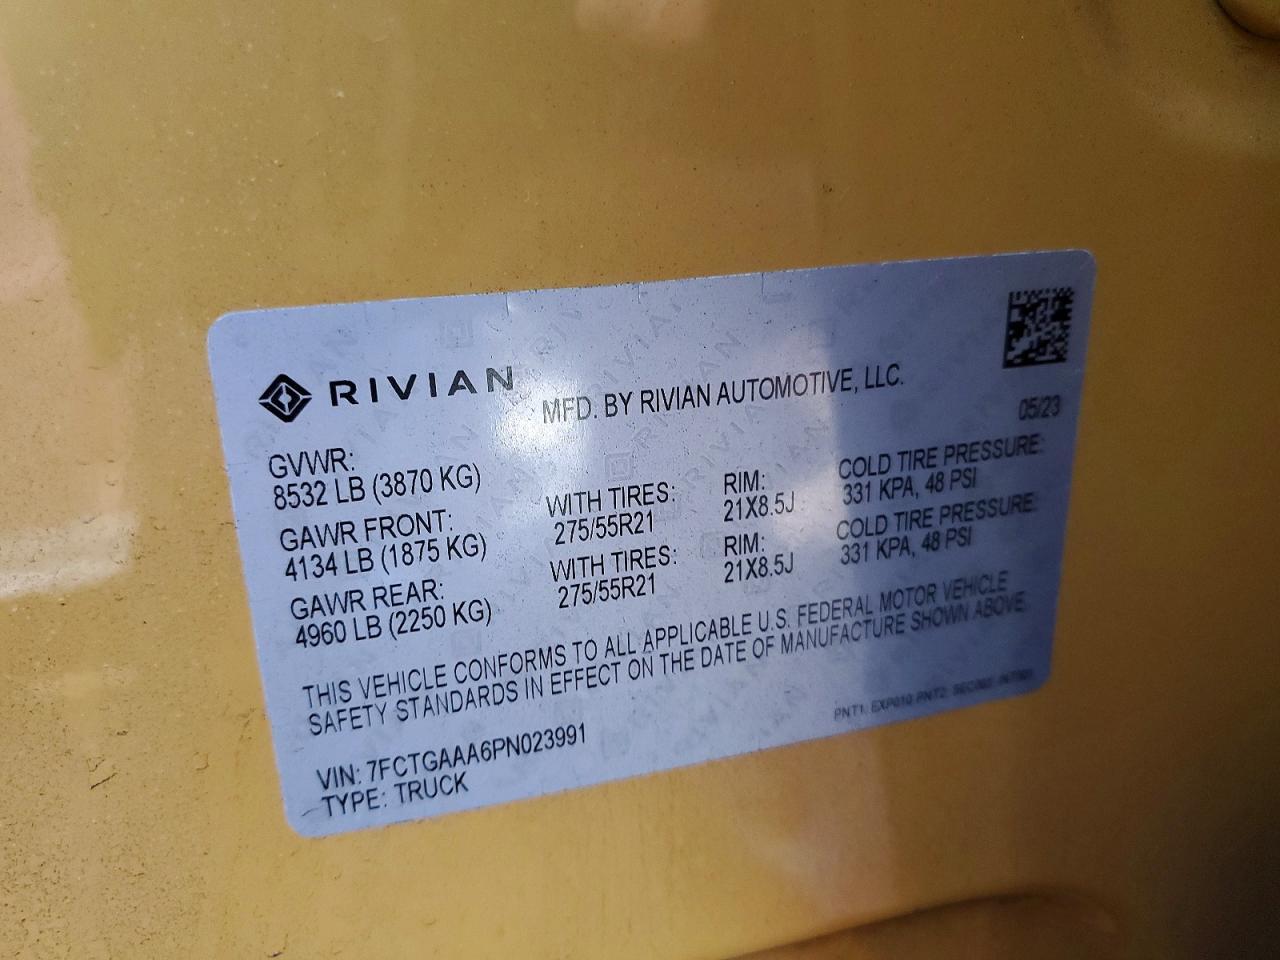 RIVIAN
MFD. BY RIVIAN AUTOMOTIVE, LLC.
05/23
GVWR:
8532 LB (3870 KG)
GAWR FRONT: WITH TIRES: RIM: COLD TIRE PRESSURE:
4134 LB (1875 KG) 275/55R21 21X8.5J 331 KPA, 48 PSI
GAWR REAR: WITH TIRES: RIM: COLD TIRE PRESSURE:
4960 LB (2250 KG) 275/55R21 21X8.5J 331 KPA, 48 PSI
THIS VEHICLE CONFORMS TO ALL APPLICABLE U.S. FEDERAL MOTOR VEHICLE
SAFETY STANDARDS IN EFFECT ON THE DATE OF MANUFACTURE SHOWN ABOVE.
PNT1: EXP010 PNT2:
VIN: 7FCTGAAA6PN023991
TYPE: TRUCK